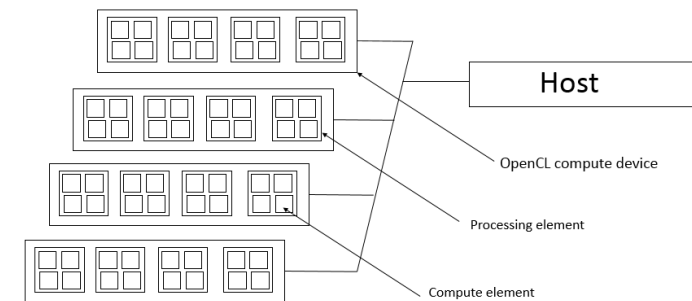 Host
OpenCL compute device
Processing element
Compute element